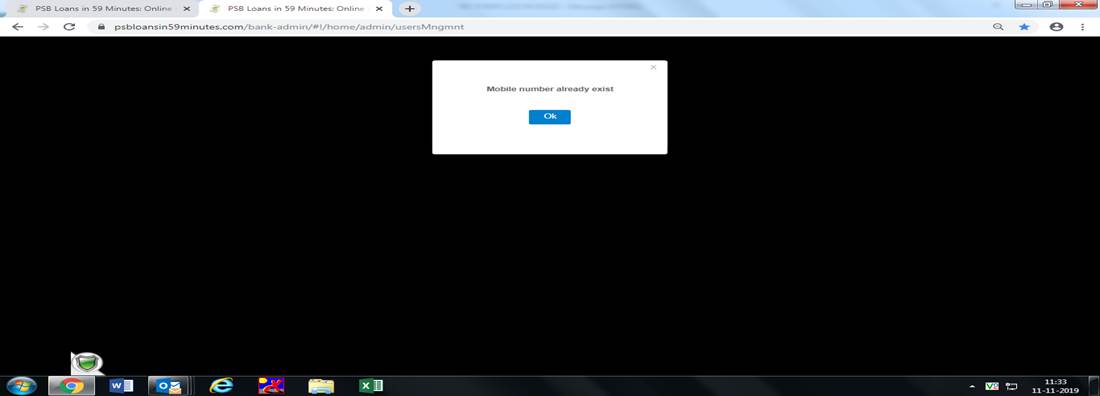 PSB Loans in 59 Minutes: Online
PSB Loans in 59 Minutes: Online
psbloansin59minutes.com/bank-admin/#!/home/admin/usersMngmnt
Mobile number already exist
Ok
11:33
11-11-2019